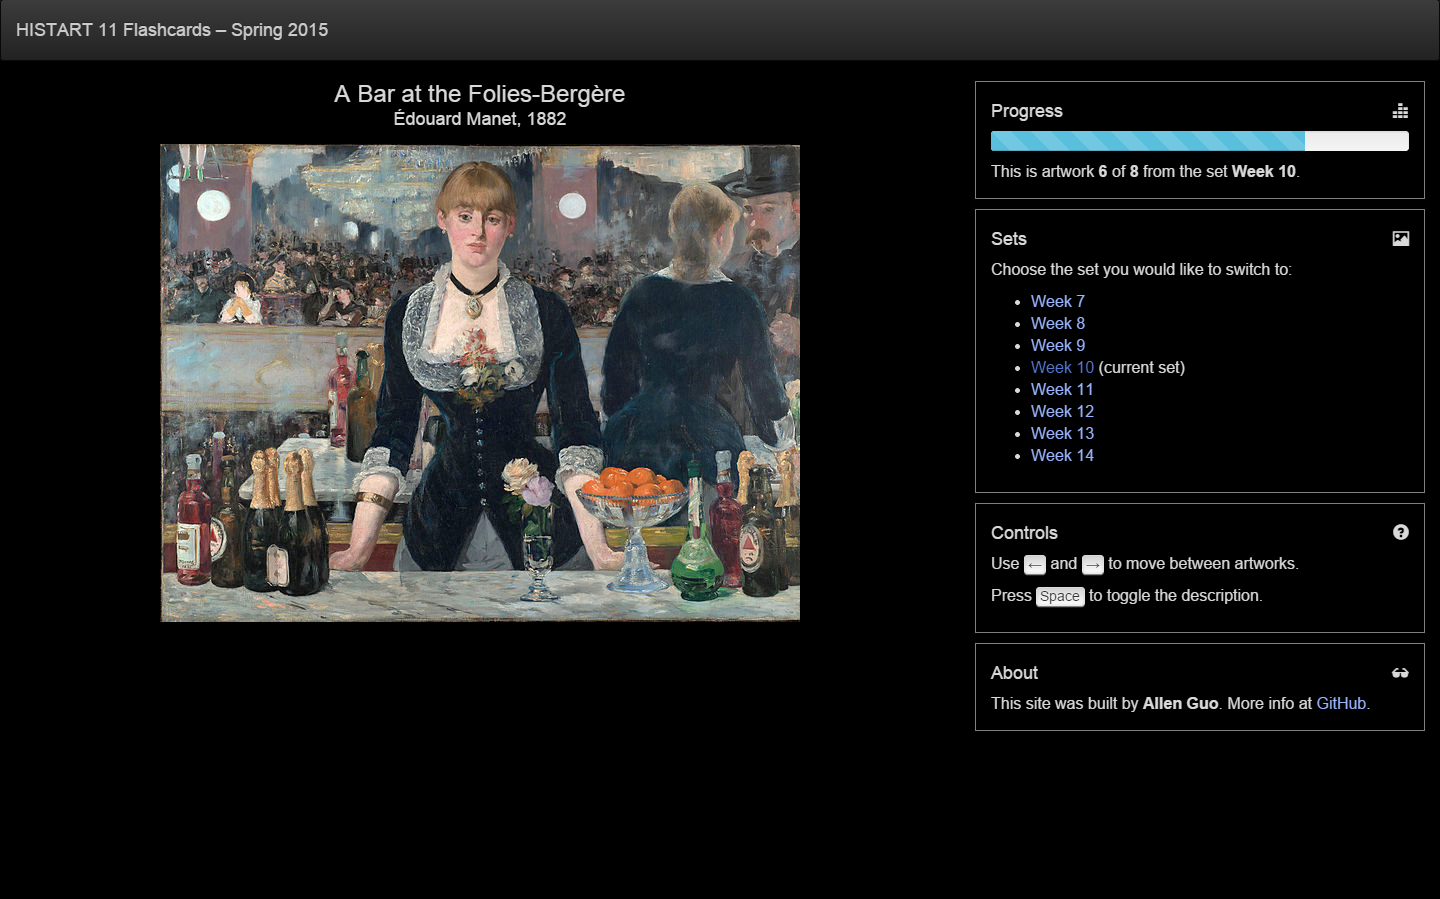 HISTART 11 Flashcards – Spring 2015
A Bar at the Folies-Bergère
Édouard Manet, 1882
Progress
This is artwork 6 of 8 from the set Week 10.
Sets
Choose the set you would like to switch to:
Week 7
Week 8
Week 9
Week 10 (current set)
Week 11
Week 12
Week 13
Week 14
Controls
Use ← and → to move between artworks.
Press Space to toggle the description.
About
This site was built by Allen Guo. More info at GitHub.